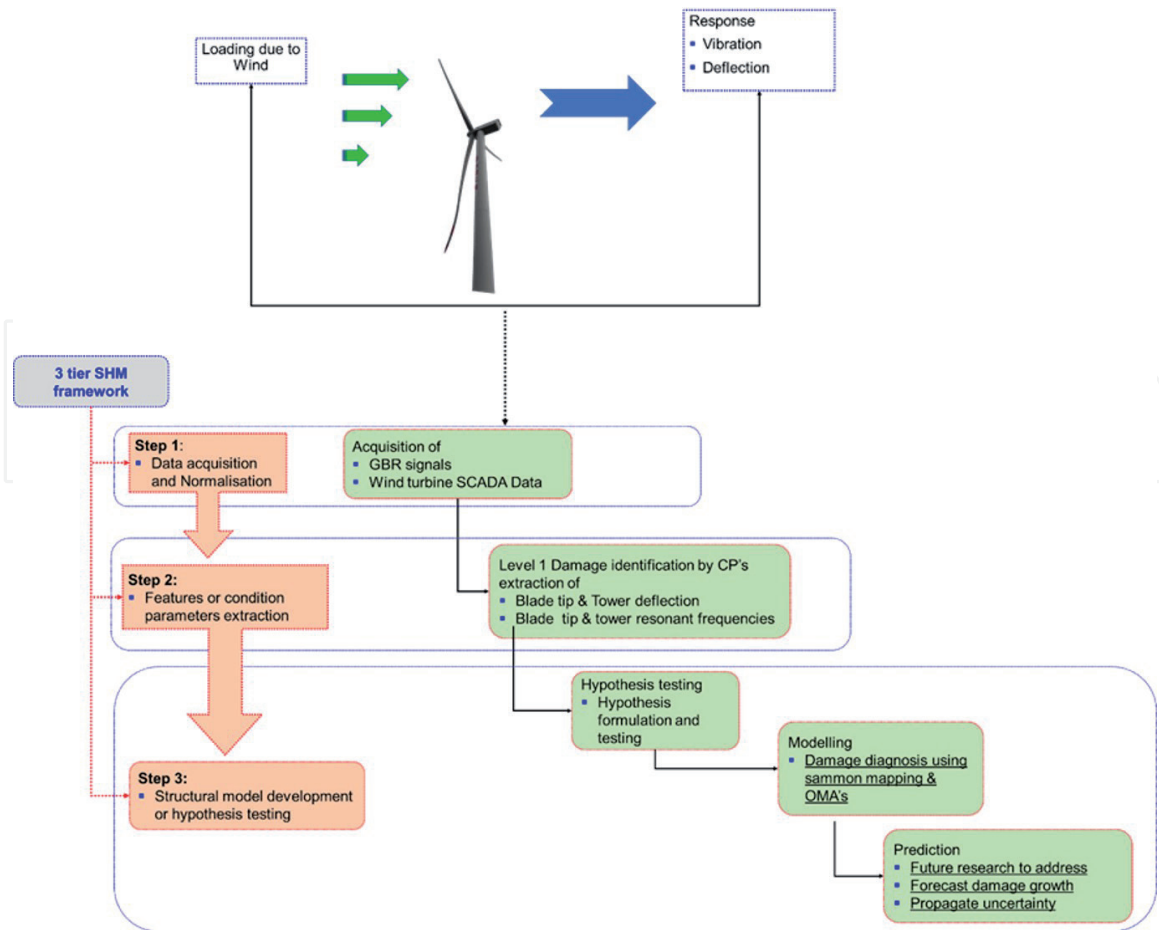 Loading due to
Wind
Response
▪ Vibration
▪ Deflection
3 tier SHM
framework
Step 1:
▪ Data acquisition
and Normalisation
Acquisition of
▪ GBR signals
▪ Wind turbine SCADA Data
Step 2:
▪ Features or condition
parameters extraction
Level 1 Damage identification by CP's
extraction of
▪ Blade tip & Tower deflection
▪ Blade tip & tower resonant frequencies
Hypothesis testing
▪ Hypothesis
formulation and
testing
Modelling
▪ Damage diagnosis using
sammon mapping &
OMA's
Step 3:
▪ Structural model development
or hypothesis testing
Prediction
▪ Future research to address
▪ Forecast damage growth
▪ Propagate uncertainty